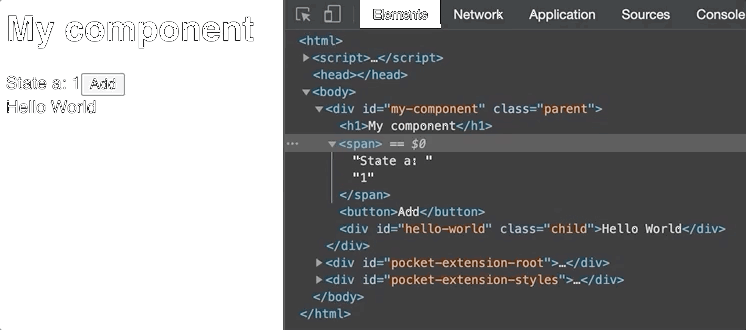 My component
State a: 1 Add
Hello World
Elements Network Application Sources Console
<html>
<script>…</script>
<head></head>
<body>
<div id="my-component" class="parent">
<h1>My component</h1>
… <span> == $0
"State a: "
"1"
</span>
<button>Add</button>
<div id="hello-world" class="child">Hello World</div>
</div>
<div id="pocket-extension-root">…</div>
<div id="pocket-extension-styles">…</div>
</body>
</html>